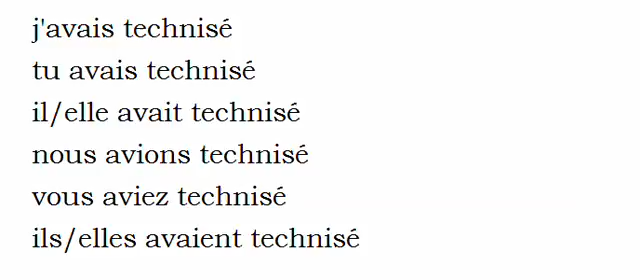 j'avais technisé
tu avais technisé
il/elle avait technisé
nous avions technisé
vous aviez technisé
ils/elles avaient technisé